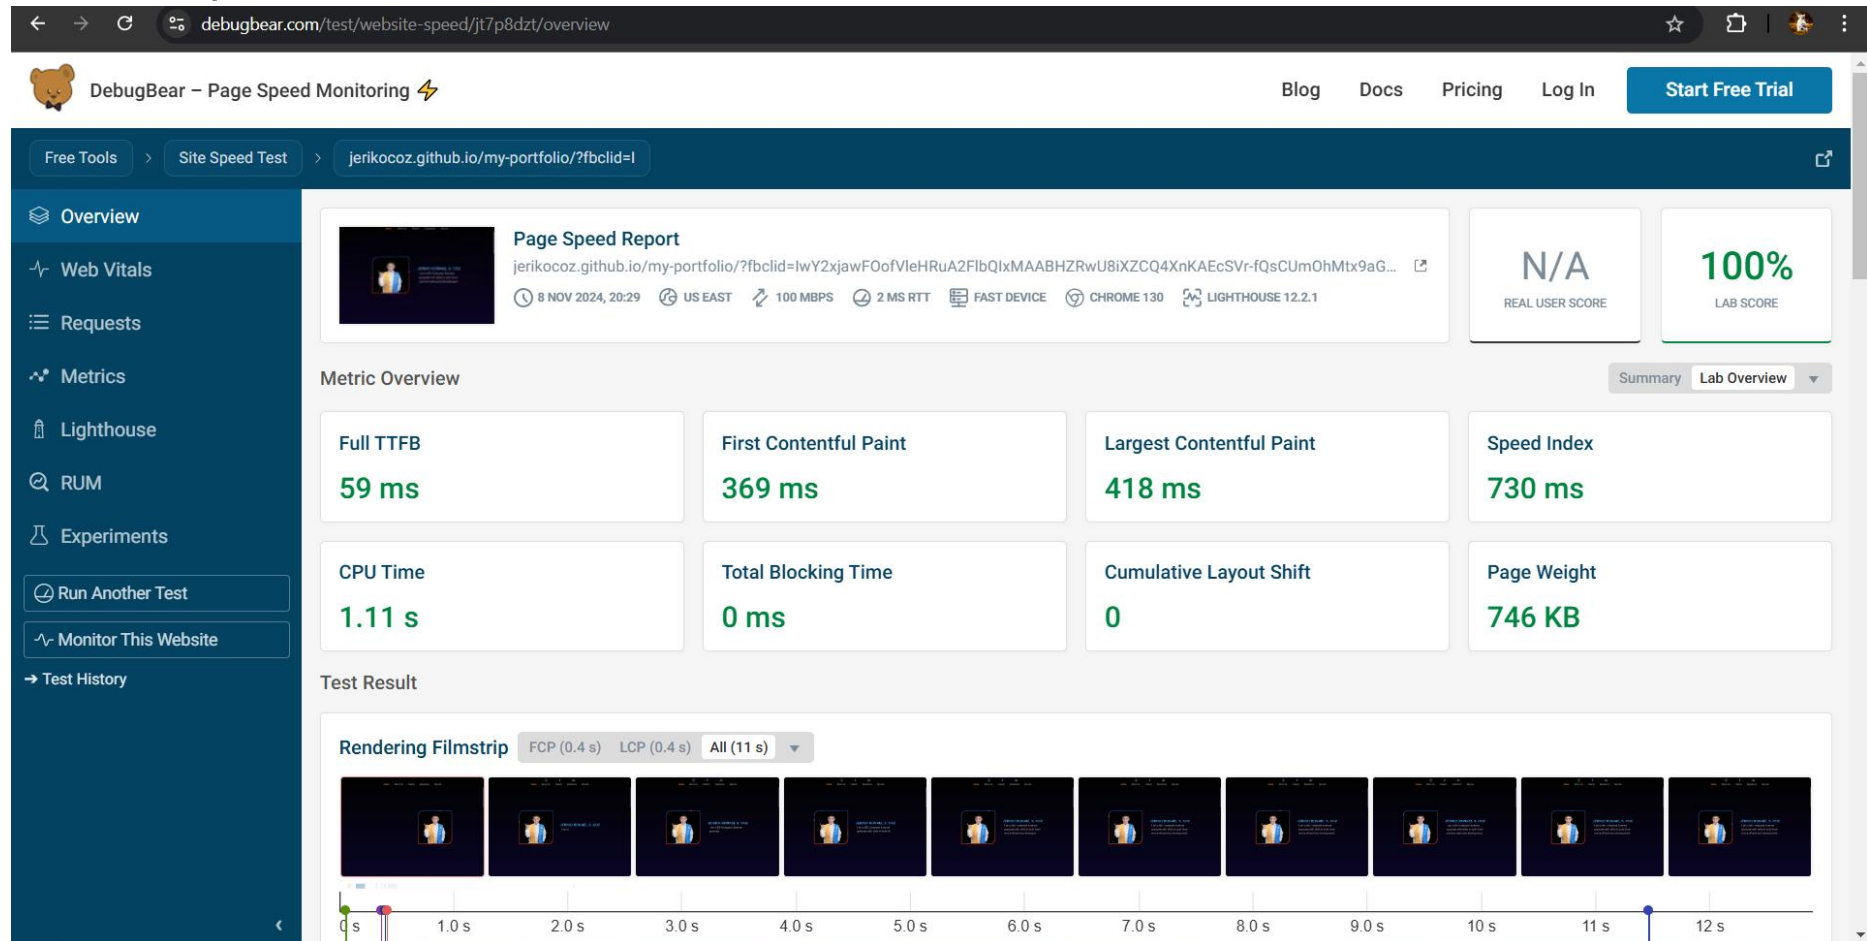 debugbear.com/test/website-speed/jt7p8dzt/overview
DebugBear – Page Speed Monitoring ⚡
Blog Docs Pricing Log In Start Free Trial
Free Tools > Site Speed Test > jerikocoz.github.io/my-portfolio/?fbclid=I
Overview
Web Vitals
Requests
Metrics
Lighthouse
RUM
Experiments
Run Another Test
Monitor This Website
→ Test History
Page Speed Report
jerikocoz.github.io/my-portfolio/?fbclid=IwY2xjawFOofVleHRuA2FlbQIxMAABHZRwU8iXZCQ4XnKAEcSVr-fQsCUmOhMtx9aG...
8 NOV 2024, 20:29 US EAST 100 MBPS 2 MS RTT FAST DEVICE CHROME 130 LIGHTHOUSE 12.2.1
N/A
REAL USER SCORE
100%
LAB SCORE
Metric Overview
Summary Lab Overview
Full TTFB
59 ms
First Contentful Paint
369 ms
Largest Contentful Paint
418 ms
Speed Index
730 ms
CPU Time
1.11 s
Total Blocking Time
0 ms
Cumulative Layout Shift
0
Page Weight
746 KB
Test Result
Rendering Filmstrip FCP (0.4 s) LCP (0.4 s) All (11 s)
0 s 1.0 s 2.0 s 3.0 s 4.0 s 5.0 s 6.0 s 7.0 s 8.0 s 9.0 s 10 s 11 s 12 s